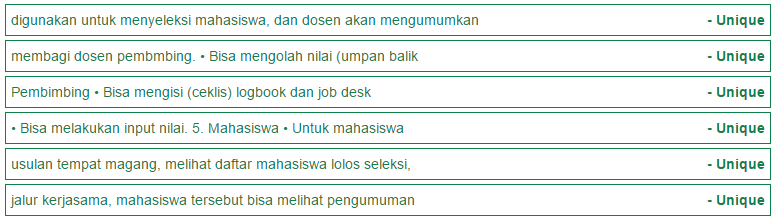 digunakan untuk menyeleksi mahasiswa, dan dosen akan mengumumkan - Unique
membagi dosen pembmbing. • Bisa mengolah nilai (umpan balik - Unique
Pembimbing • Bisa mengisi (ceklis) logbook dan job desk - Unique
• Bisa melakukan input nilai. 5. Mahasiswa • Untuk mahasiswa - Unique
usulan tempat magang, melihat daftar mahasiswa lolos seleksi, - Unique
jalur kerjasama, mahasiswa tersebut bisa melihat pengumuman - Unique